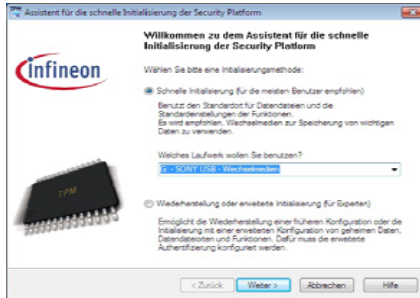 Assistent für die schnelle Initialisierung der Security Platform
Willkommen zu dem Assistent für die schnelle
Initialisierung der Security Platform
infineon
Wählen Sie bitte eine Initialisierungsmethode:
Schnelle Initialisierung (für die meisten Benutzer empfohlen)
Benutzt den Standardort für Datendateien und die
Standardeinstellungen der Funktionen.
Es wird empfohlen, Wechselmedien zur Speicherung von wichtigen
Daten zu verwenden.
Welches Laufwerk wollen Sie benutzen?
G: - SONY USB - Wechselmedien
TPM
Wiederherstellung oder erweiterte Initialisierung (für Experten)
Ermöglicht die Wiederherstellung einer früheren Konfiguration oder die
Initialisierung mit einer erweiterten Konfiguration von geheimen Daten,
Datendateiorten und Funktionen. Dafür muss die erweiterte
Authentifizierung konfiguriert werden.
< Zurück
Weiter >
Abbrechen
Hilfe